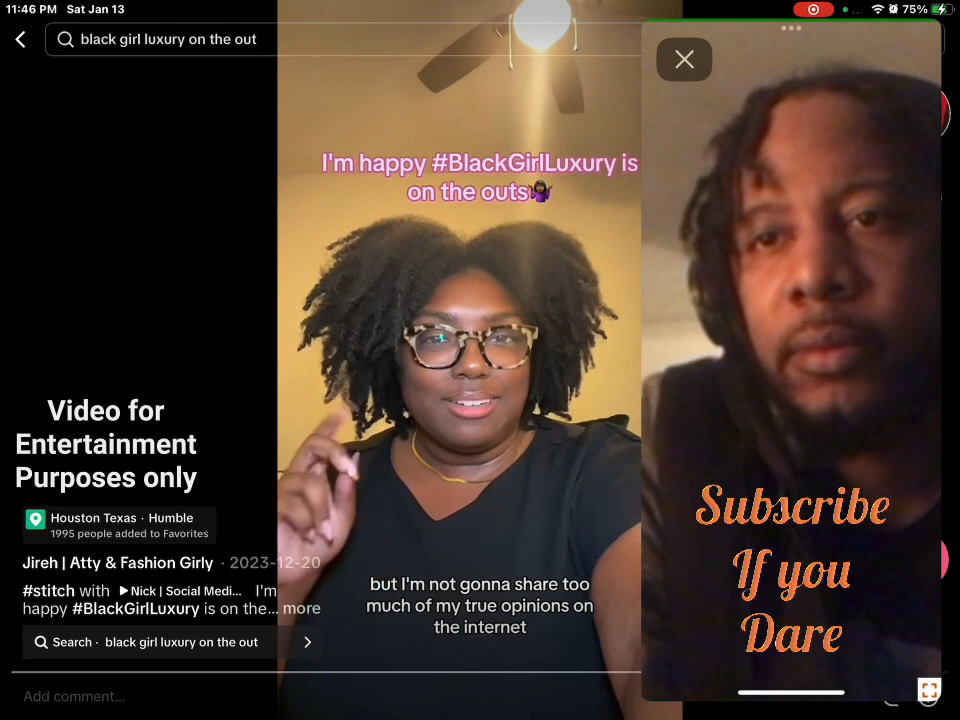 11:46 PM Sat Jan 13
75%
black girl luxury on the out
I'm happy #BlackGirlLuxury is
on the outs
Video for
Entertainment
Purposes only
Houston Texas · Humble
1995 people added to Favorites
Jireh | Atty & Fashion Girly · 2023-12-20
#stitch with ▶Nick | Social Medi... I'm
happy #BlackGirlLuxury is on the... more
Search · black girl luxury on the out
Add comment...
but I'm not gonna share too
much of my true opinions on
the internet
Subscribe
If you
Dare